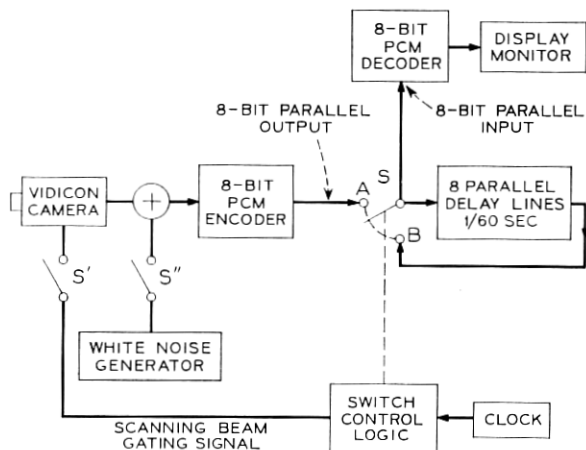 8-BIT
PCM
DECODER
DISPLAY
MONITOR
8-BIT PARALLEL
OUTPUT
8-BIT PARALLEL
INPUT
VIDICON
CAMERA
+
8-BIT
PCM
ENCODER
A
S
B
8 PARALLEL
DELAY LINES
1/60 SEC
S'
S"
WHITE NOISE
GENERATOR
SCANNING BEAM
GATING SIGNAL
SWITCH
CONTROL
LOGIC
CLOCK